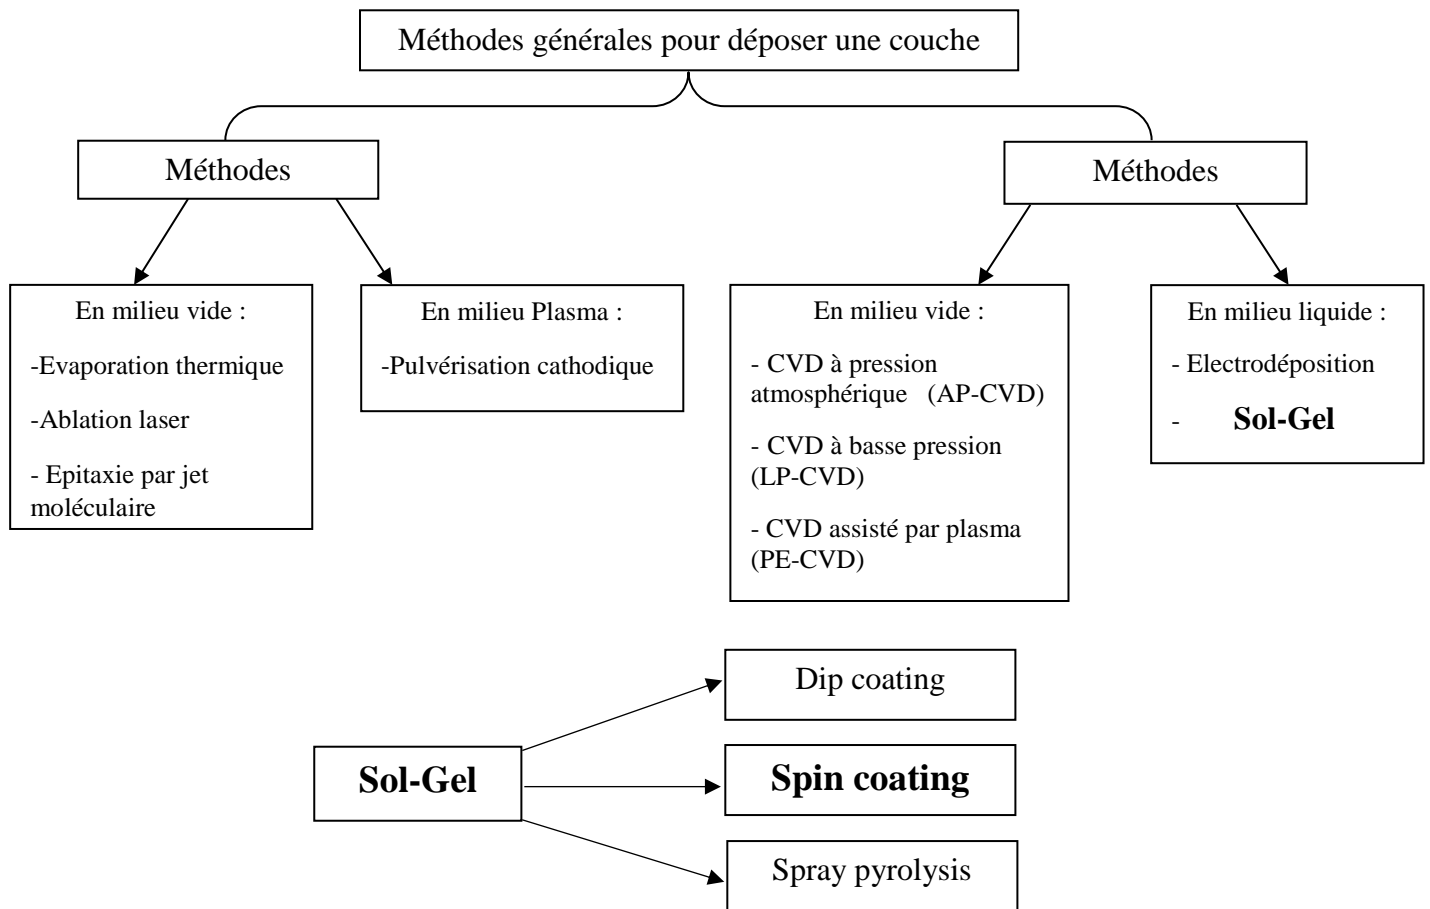 Méthodes générales pour déposer une couche
Méthodes
Méthodes
En milieu vide :
-Evaporation thermique
-Ablation laser
- Epitaxie par jet
moléculaire
En milieu Plasma :
-Pulvérisation cathodique
En milieu vide :
- CVD à pression
atmosphérique (AP-CVD)
- CVD à basse pression
(LP-CVD)
- CVD assisté par plasma
(PE-CVD)
En milieu liquide :
- Electrodéposition
- Sol-Gel
Sol-Gel
Dip coating
Spin coating
Spray pyrolysis